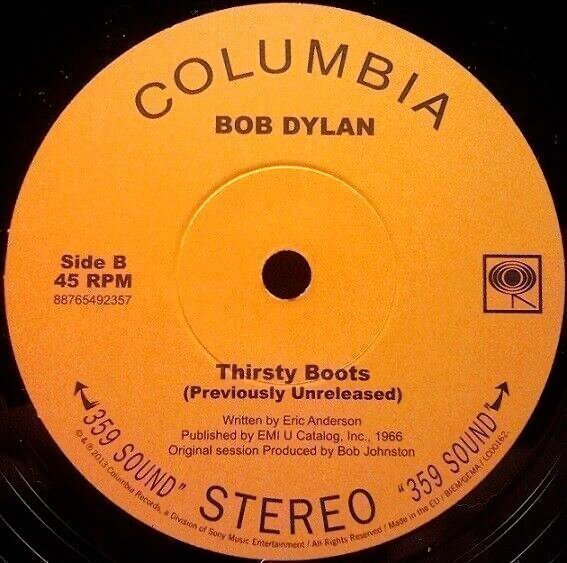 COLUMBIA
BOB DYLAN
Side B
45 RPM
88765492357
Thirsty Boots
(Previously Unreleased)
Written by Eric Anderson
Published by EMI U Catalog, Inc., 1966
Original session Produced by Bob Johnston
"359 SOUND" STEREO "359 SOUND"
© & ℗ 2013 Columbia Records, a Division of Sony Music Entertainment / All Rights Reserved / Made in the EU / BIEM/GEMA / LC00162.